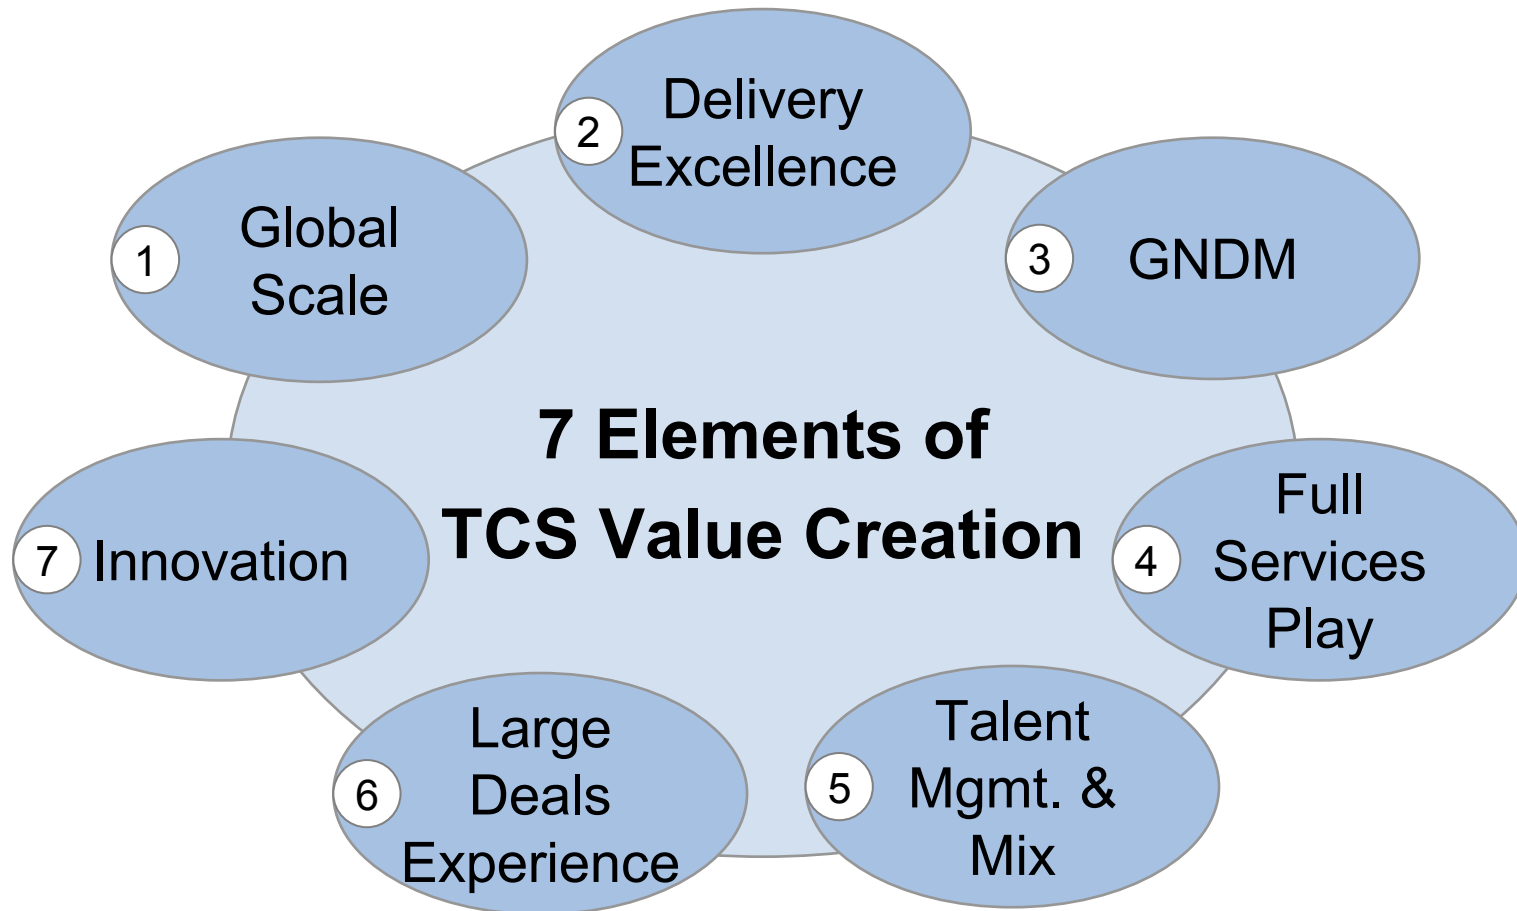 7 Elements of
TCS Value Creation
1
Global
Scale
2
Delivery
Excellence
3
GNDM
4
Full
Services
Play
5
Talent
Mgmt. &
Mix
6
Large
Deals
Experience
7
Innovation